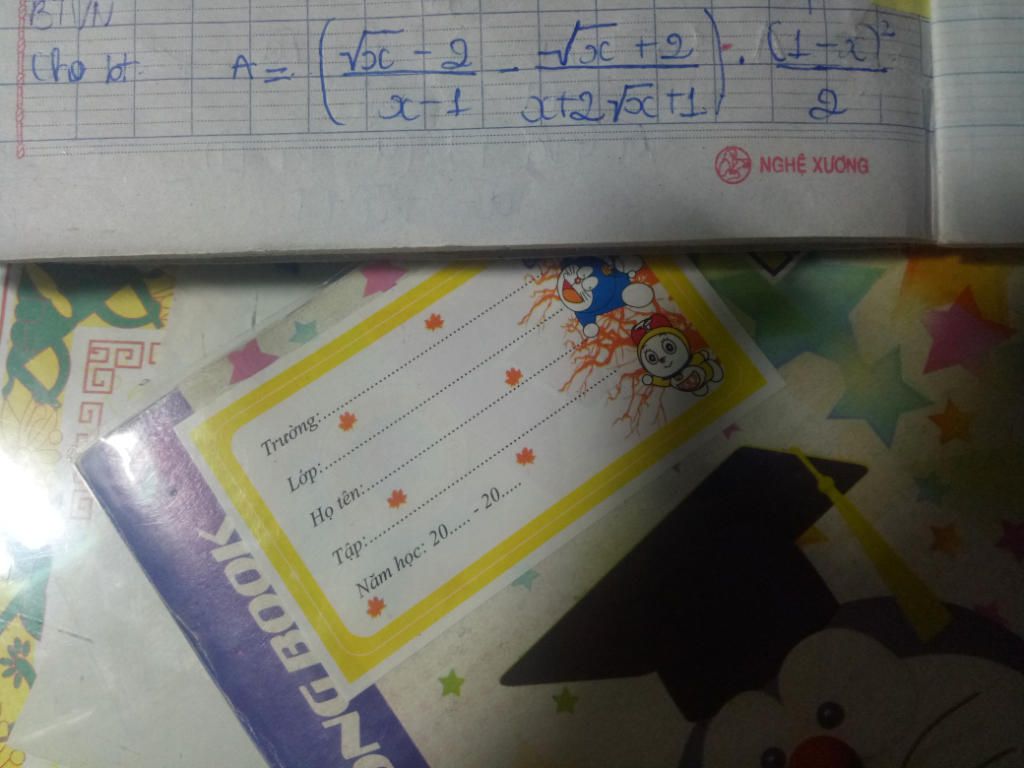 BTVN
Cho bt A = (√x - 2 / x - 1 - √x + 2 / x + 2√x + 1) . (1 - x)² / 2
NGHỆ XƯƠNG
Trường:
Lớp:
Họ tên:
Tập:
Năm học: 20..... - 20.....
ONG BOOK